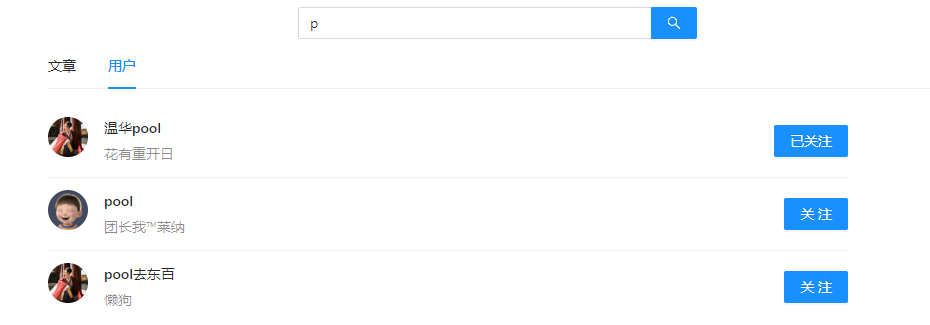 p
文章 用户
温华pool
花有重开日
已关注
pool
团长我™莱纳
关 注
pool去东百
懒狗
关 注